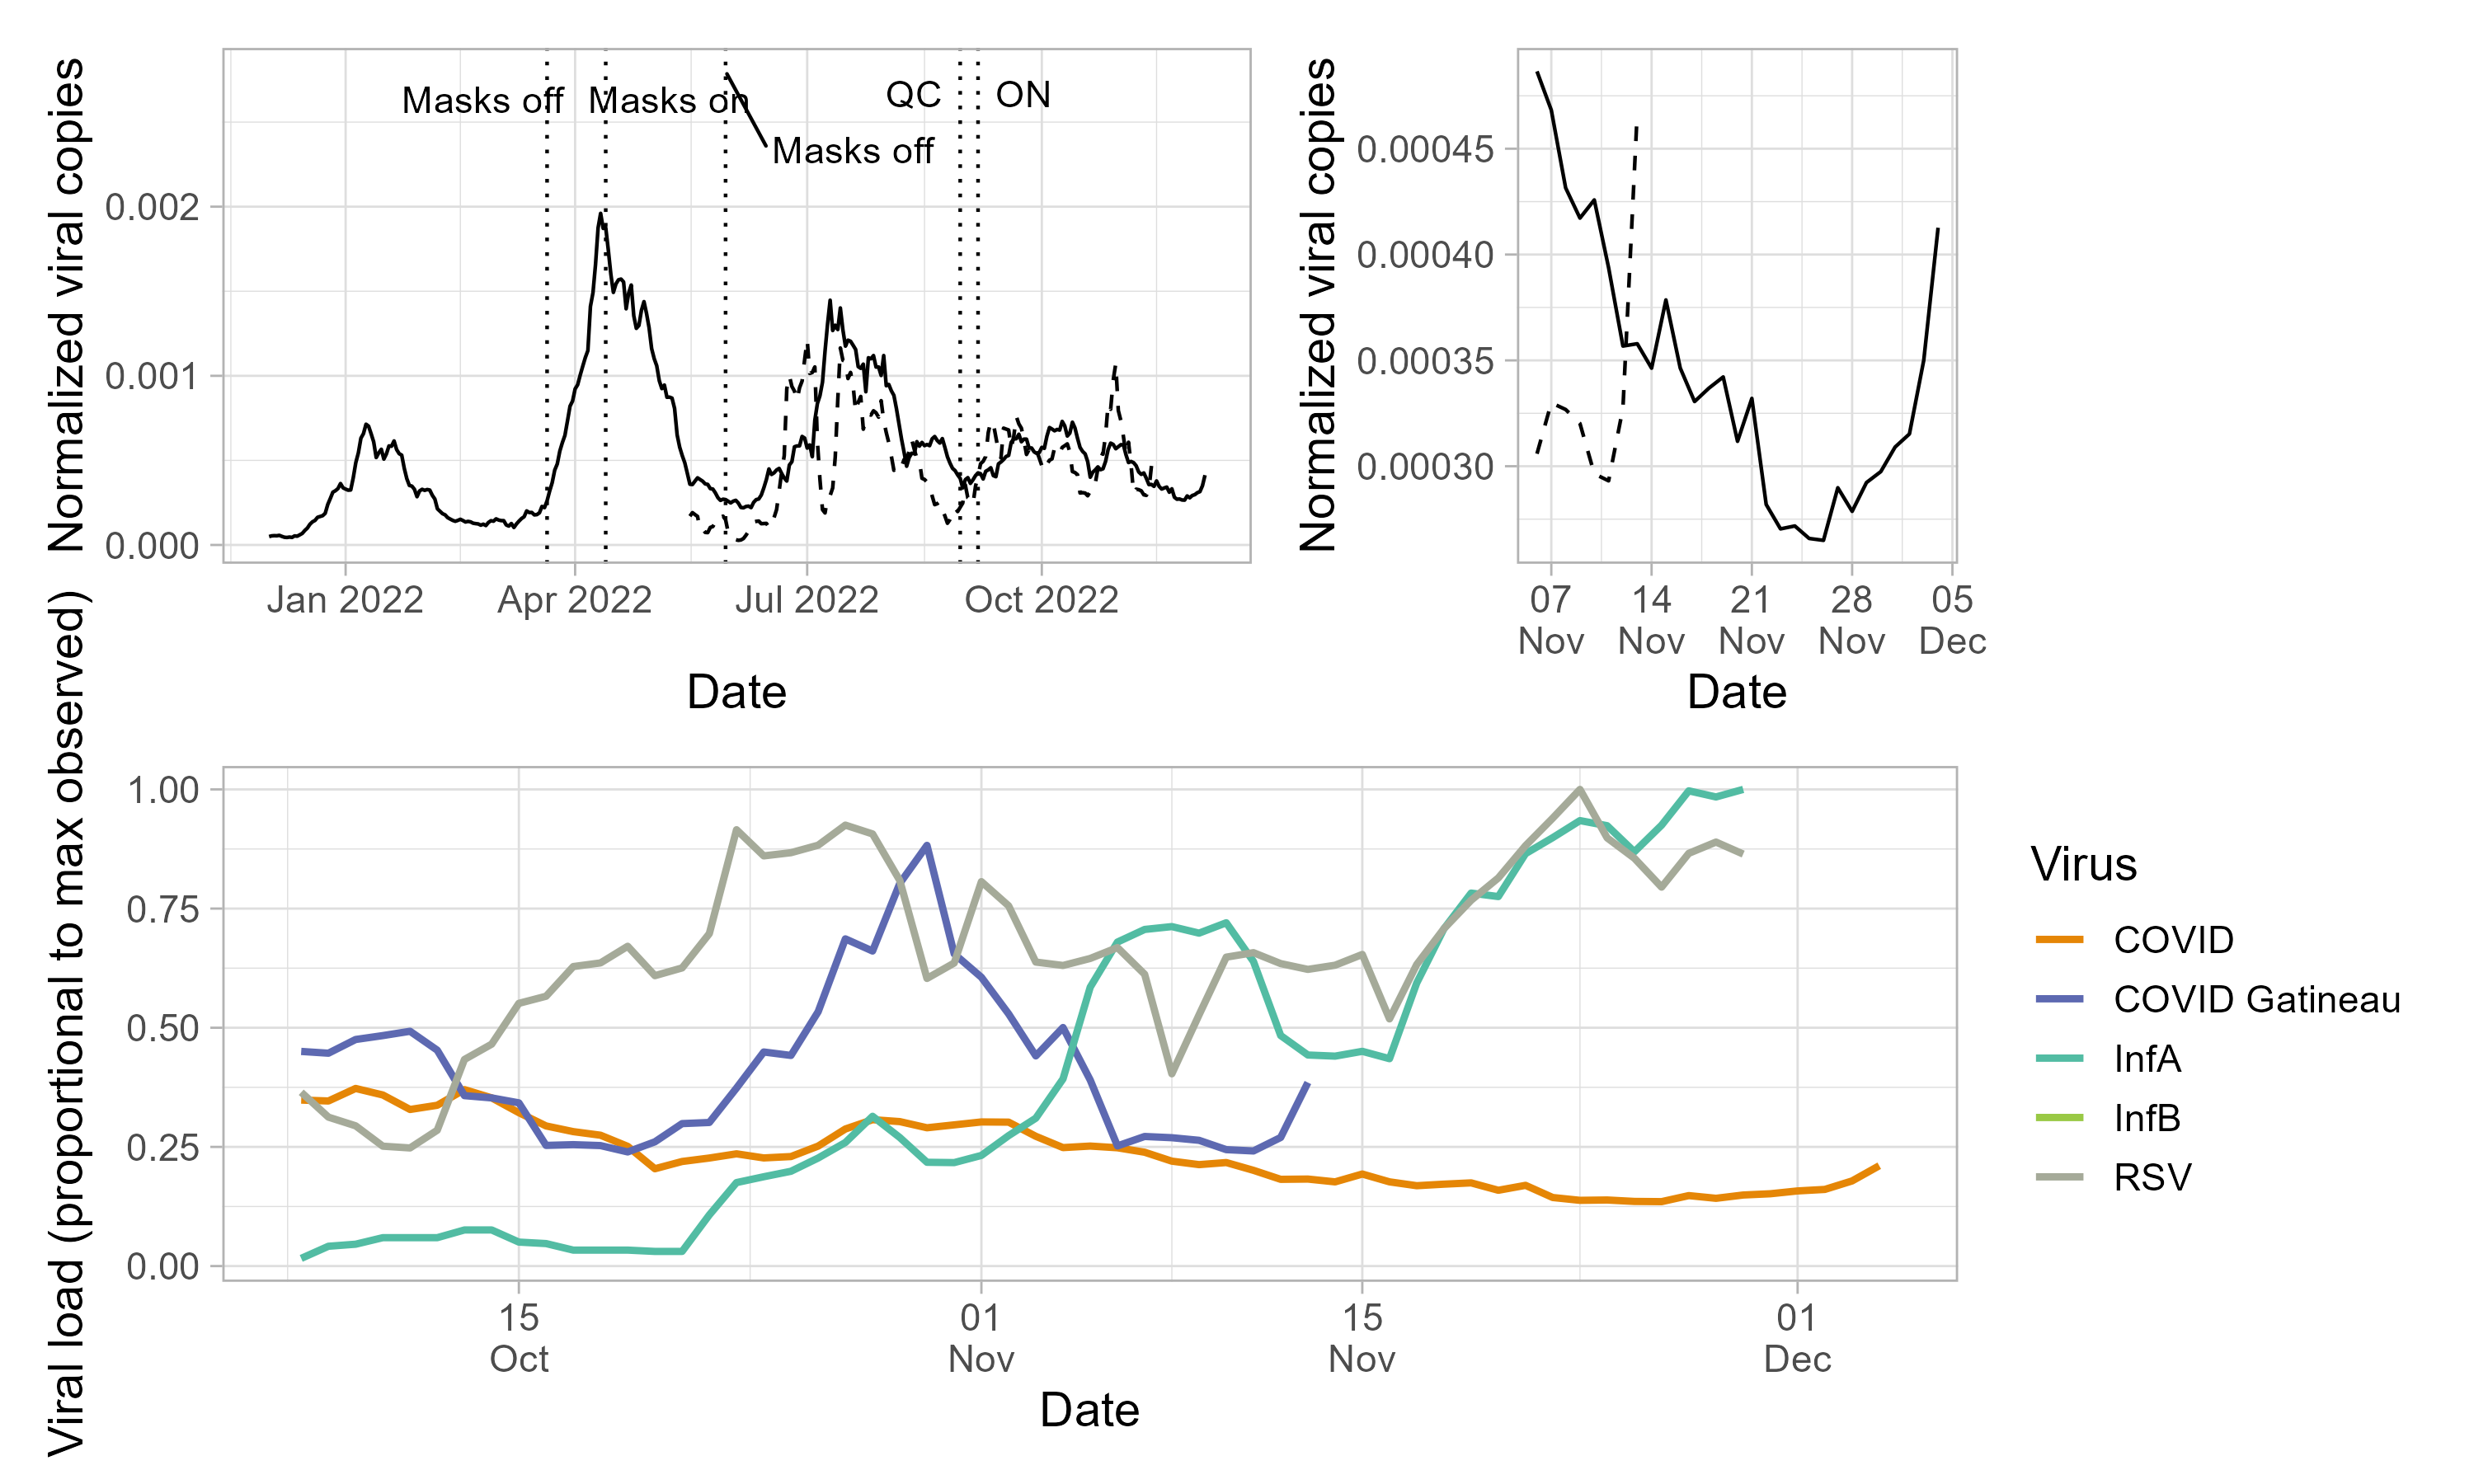 Normalized viral copies
0.002
0.001
0.000
Masks off
Masks on
Masks off
QC
ON
Jan 2022
Apr 2022
Jul 2022
Oct 2022
Date
Normalized viral copies
0.00045
0.00040
0.00035
0.00030
07
Nov
14
Nov
21
Nov
28
Nov
05
Dec
Date
Viral load (proportional to max observed)
1.00
0.75
0.50
0.25
0.00
15
Oct
01
Nov
15
Nov
01
Dec
Date
Virus
COVID
COVID Gatineau
InfA
InfB
RSV